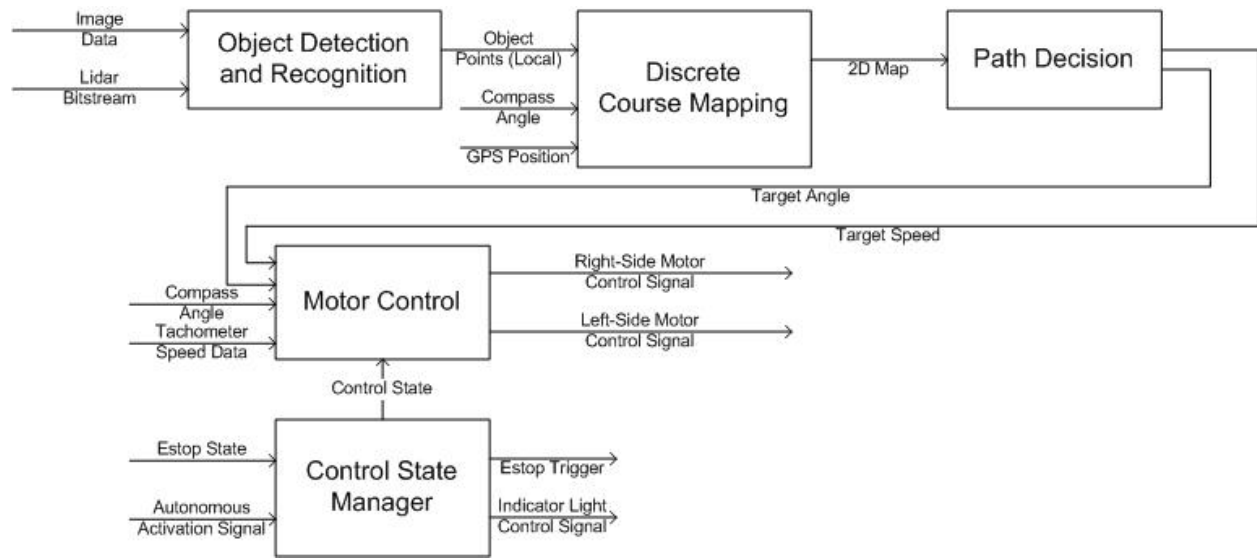 Image
Data
Lidar
Bitstream
Object Detection
and Recognition
Object
Points (Local)
Compass
Angle
GPS Position
Discrete
Course Mapping
2D Map
Path Decision
Target Angle
Target Speed
Compass
Angle
Tachometer
Speed Data
Motor Control
Right-Side Motor
Control Signal
Left-Side Motor
Control Signal
Control State
Estop State
Autonomous
Activation Signal
Control State
Manager
Estop Trigger
Indicator Light
Control Signal